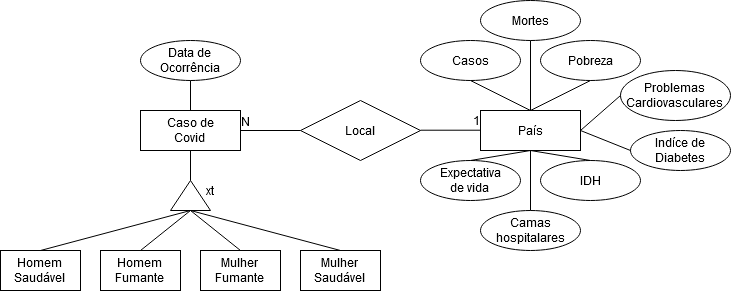 Mortes
Data de
Ocorrência
Casos
Pobreza
Problemas
Cardiovasculares
Caso de
Covid
N
Local
1
País
Indíce de
Diabetes
Expectativa
de vida
IDH
xt
Camas
hospitalares
Homem
Saudável
Homem
Fumante
Mulher
Fumante
Mulher
Saudável